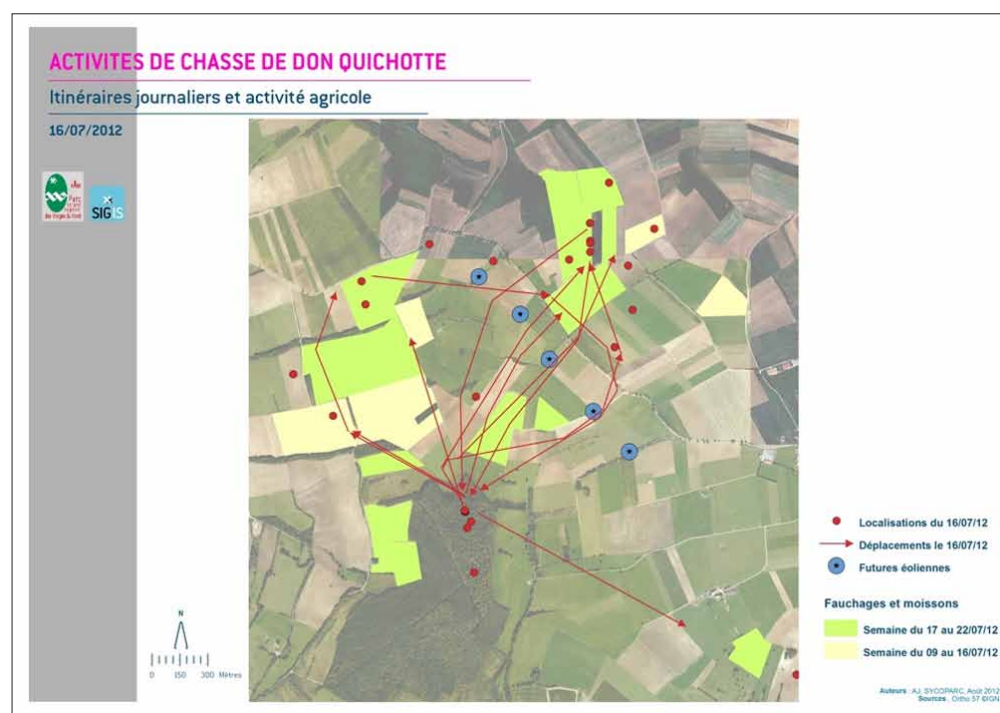 ACTIVITES DE CHASSE DE DON QUICHOTTE
Itinéraires journaliers et activité agricole
16/07/2012
SIGIS
N
0 150 300 Mètres
Localisations du 16/07/12
Déplacements le 16/07/12
Futures éoliennes
Fauchages et moissons
Semaine du 17 au 22/07/12
Semaine du 09 au 16/07/12
Auteurs : AJ, SYCOPARC, Août 2012
Sources : Ortho 57 ©IGN